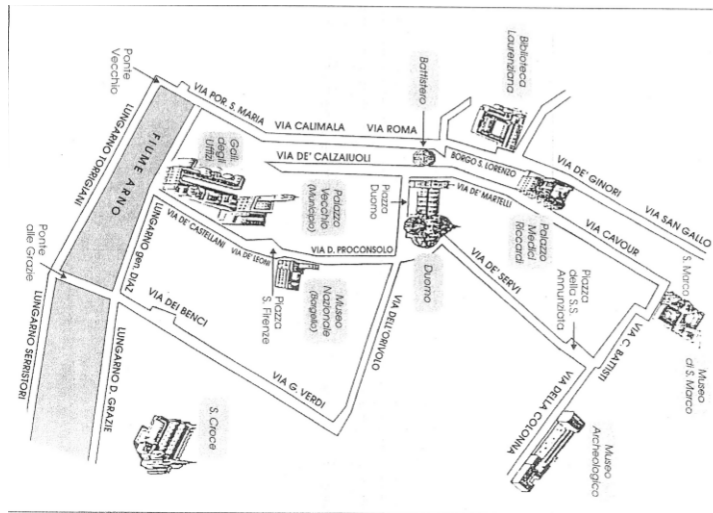 Ponte
Vecchio
LUNGARNO TORRIGIANI
FIUME ARNO
Ponte
alle Grazie
LUNGARNO SERRISTORI
VIA POR. S. MARIA
VIA CALIMALA
VIA ROMA
Battistero
Biblioteca
Laurenziana
VIA DE' GINORI
VIA SAN GALLO
BORGO S. LORENZO
VIA DE' CALZAIUOLI
Gall.
degli
Uffizi
Palazzo
Vecchio
(Municipio)
Piazza
Duomo
VIA DE' MARTELLI
Palazzo
Medici
Riccardi
VIA CAVOUR
S. Marco
Museo
di S. Marco
Duomo
VIA DE' SERVI
Piazza
della S.S.
Annunziata
VIA C. BATTISTI
VIA DELLA COLONNA
Museo
Archeologico
LUNGARNO gen. DIAZ
VIA DE' CASTELLANI
VIA DE' LEONI
VIA D. PROCONSOLO
Piazza
S. Firenze
Museo
Nazionale
(Bargello)
VIA DELL'ORIVOLO
VIA DEI BENCI
VIA G. VERDI
LUNGARNO D. GRAZIE
S. Croce